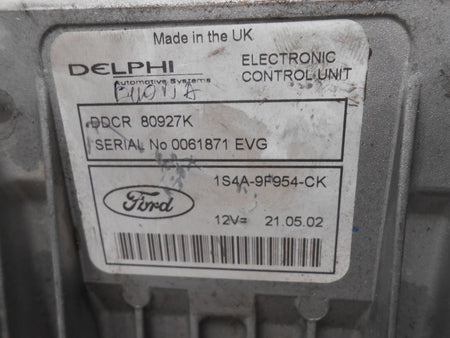 Made in the UK
DELPHI
Automotive Systems
ELECTRONIC
CONTROL UNIT
DDCR 80927K
SERIAL No 0061871 EVG
1S4A-9F954-CK
Ford
12V= 21.05.02